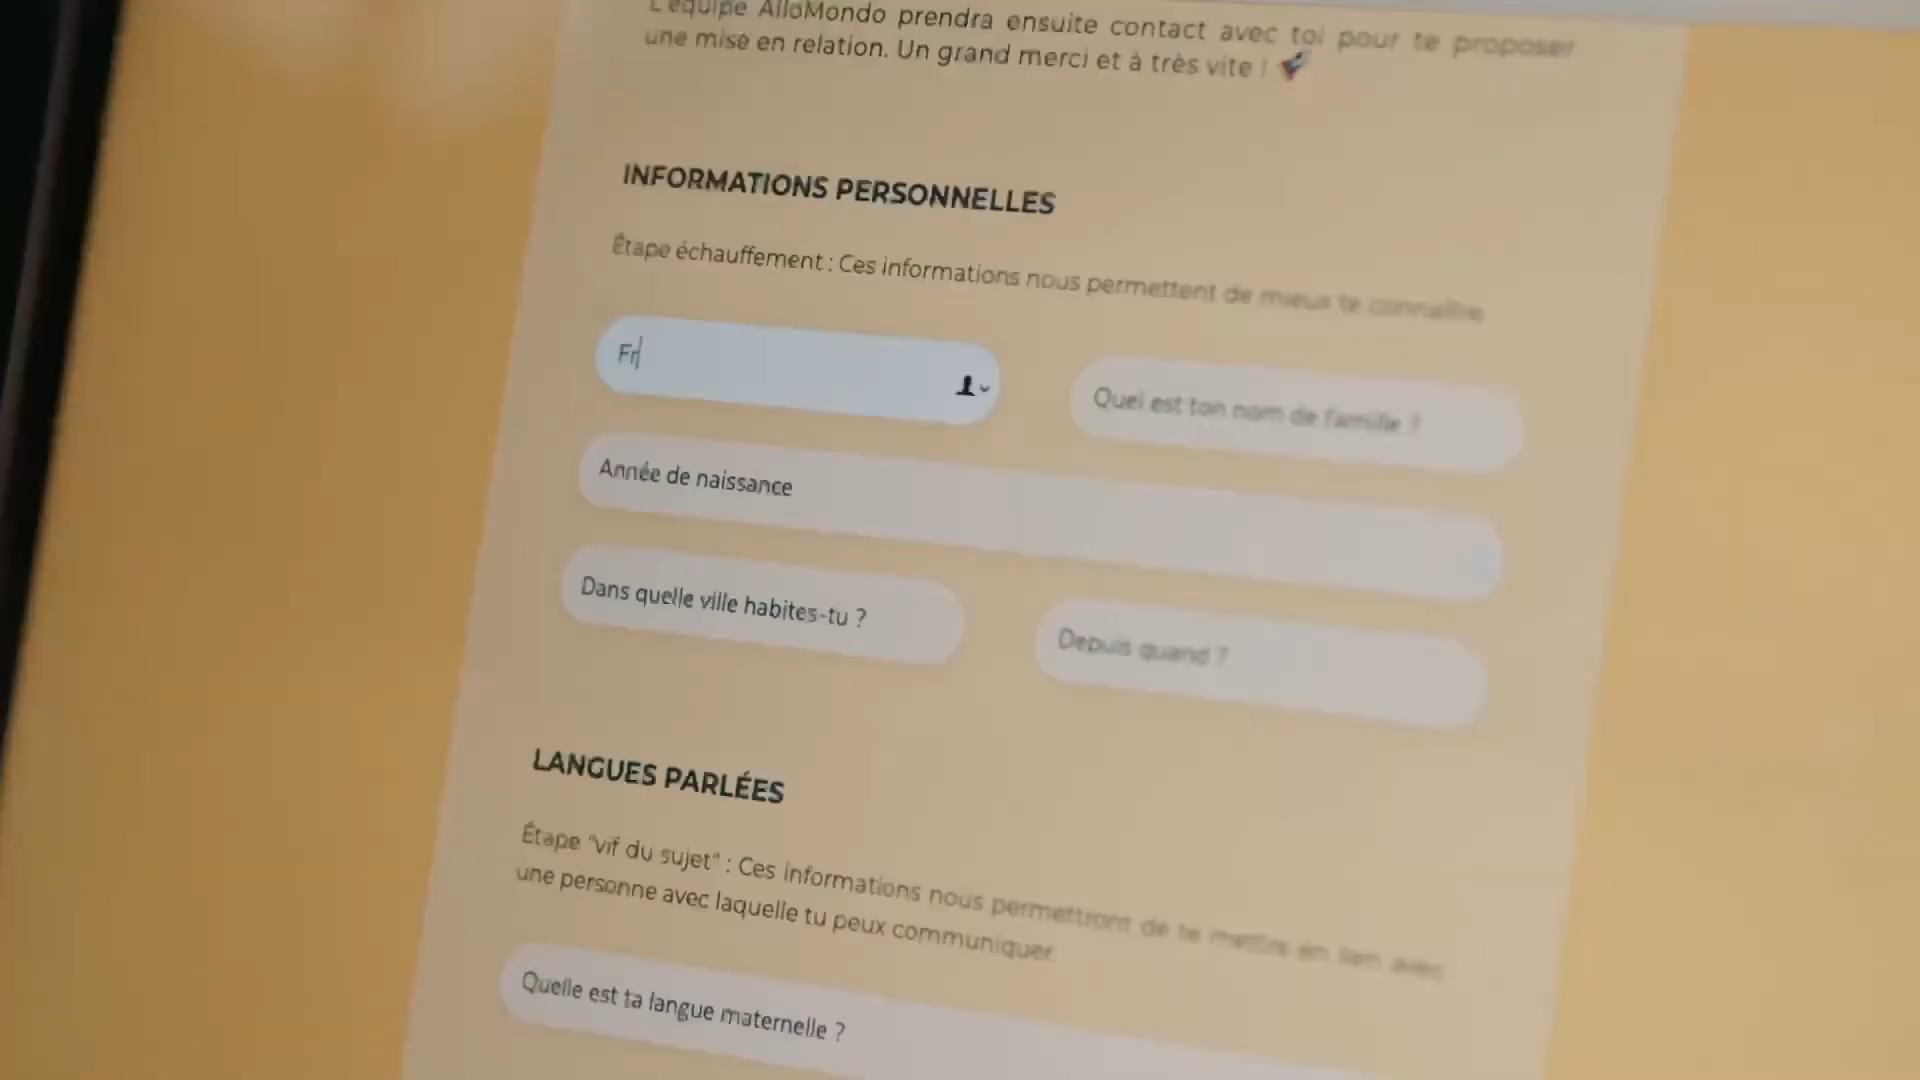 L'équipe AlloMondo prendra ensuite contact avec toi pour te proposer
une mise en relation. Un grand merci et à très vite ! 🚀
INFORMATIONS PERSONNELLES
Étape échauffement : Ces informations nous permettent de mieux te connaître
Fr
Quel est ton nom de famille ?
Année de naissance
Dans quelle ville habites-tu ?
Depuis quand ?
LANGUES PARLÉES
Étape "vif du sujet" : Ces informations nous permettront de te mettre en lien avec
une personne avec laquelle tu peux communiquer.
Quelle est ta langue maternelle ?